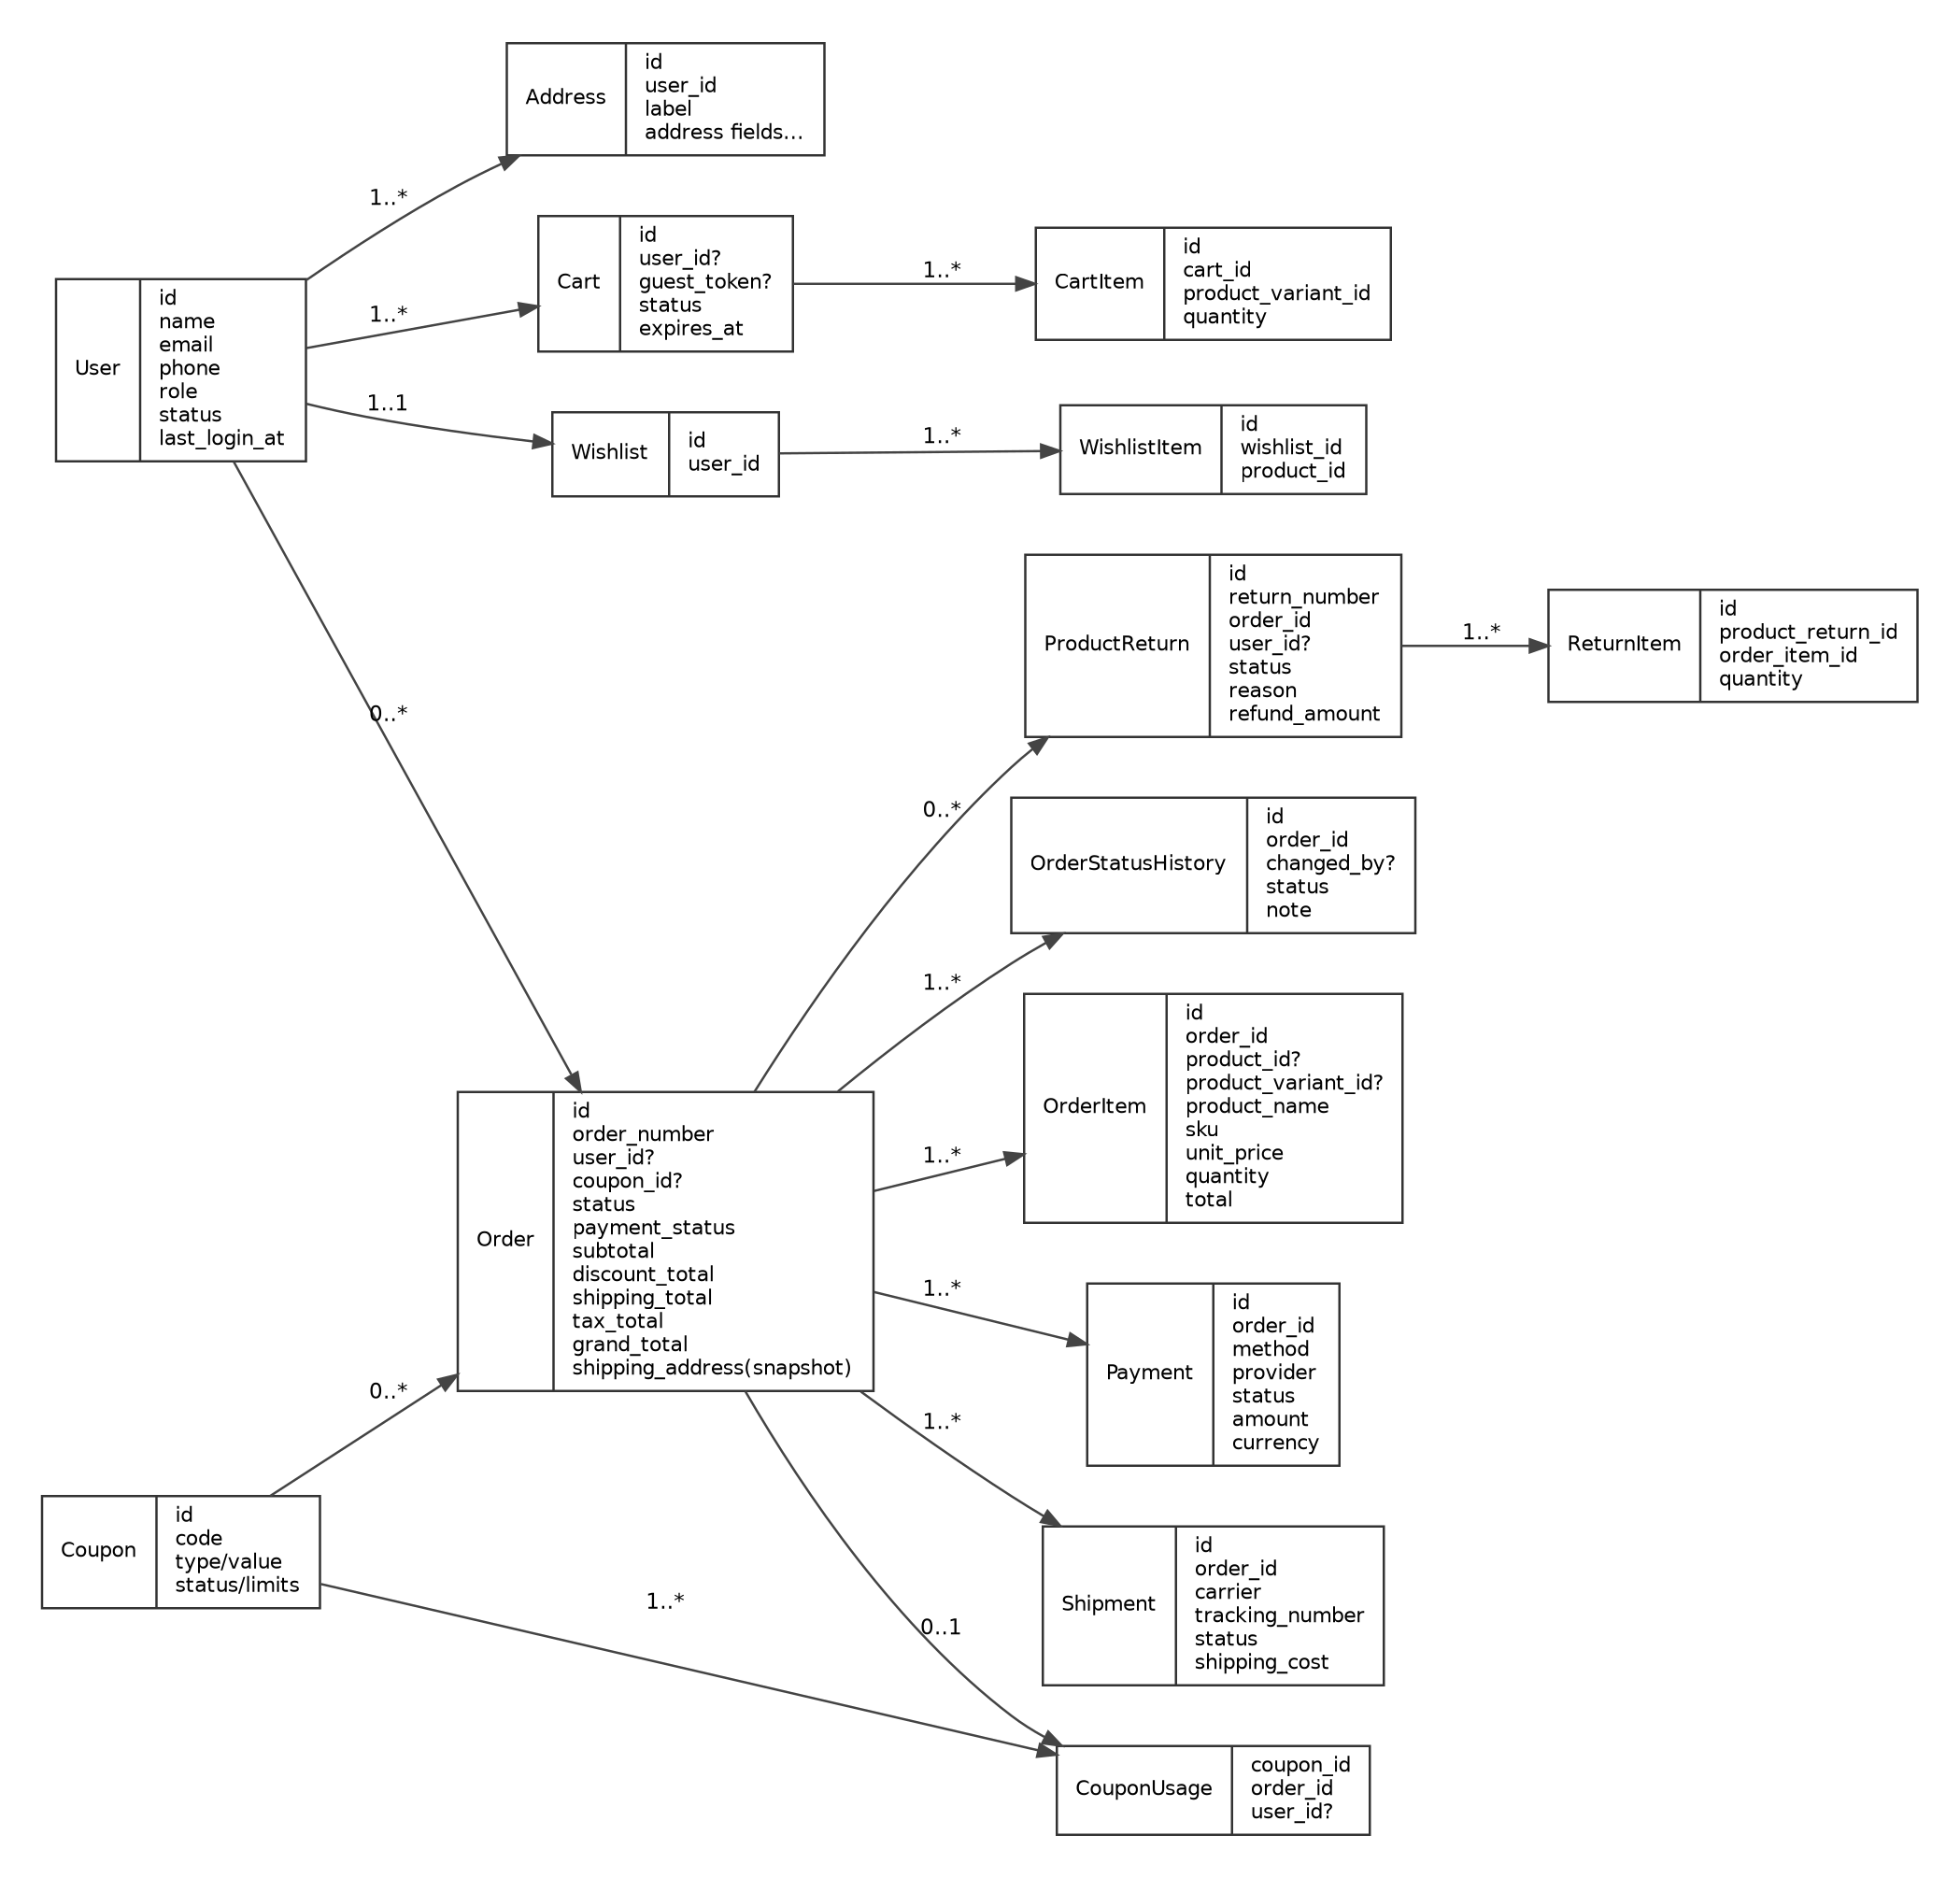 Address
id
user_id
label
address fields...
1..*
User
id
name
email
phone
role
status
last_login_at
1..*
Cart
id
user_id?
guest_token?
status
expires_at
1..*
CartItem
id
cart_id
product_variant_id
quantity
1..1
Wishlist
id
user_id
1..*
WishlistItem
id
wishlist_id
product_id
0..*
ProductReturn
id
return_number
order_id
user_id?
status
reason
refund_amount
1..*
ReturnItem
id
product_return_id
order_item_id
quantity
0..*
OrderStatusHistory
id
order_id
changed_by?
status
note
1..*
Order
id
order_number
user_id?
coupon_id?
status
payment_status
subtotal
discount_total
shipping_total
tax_total
grand_total
shipping_address(snapshot)
1..*
OrderItem
id
order_id
product_id?
product_variant_id?
product_name
sku
unit_price
quantity
total
1..*
Payment
id
order_id
method
provider
status
amount
currency
0..*
1..*
Coupon
id
code
type/value
status/limits
Shipment
id
order_id
carrier
tracking_number
status
shipping_cost
1..*
0..1
CouponUsage
coupon_id
order_id
user_id?